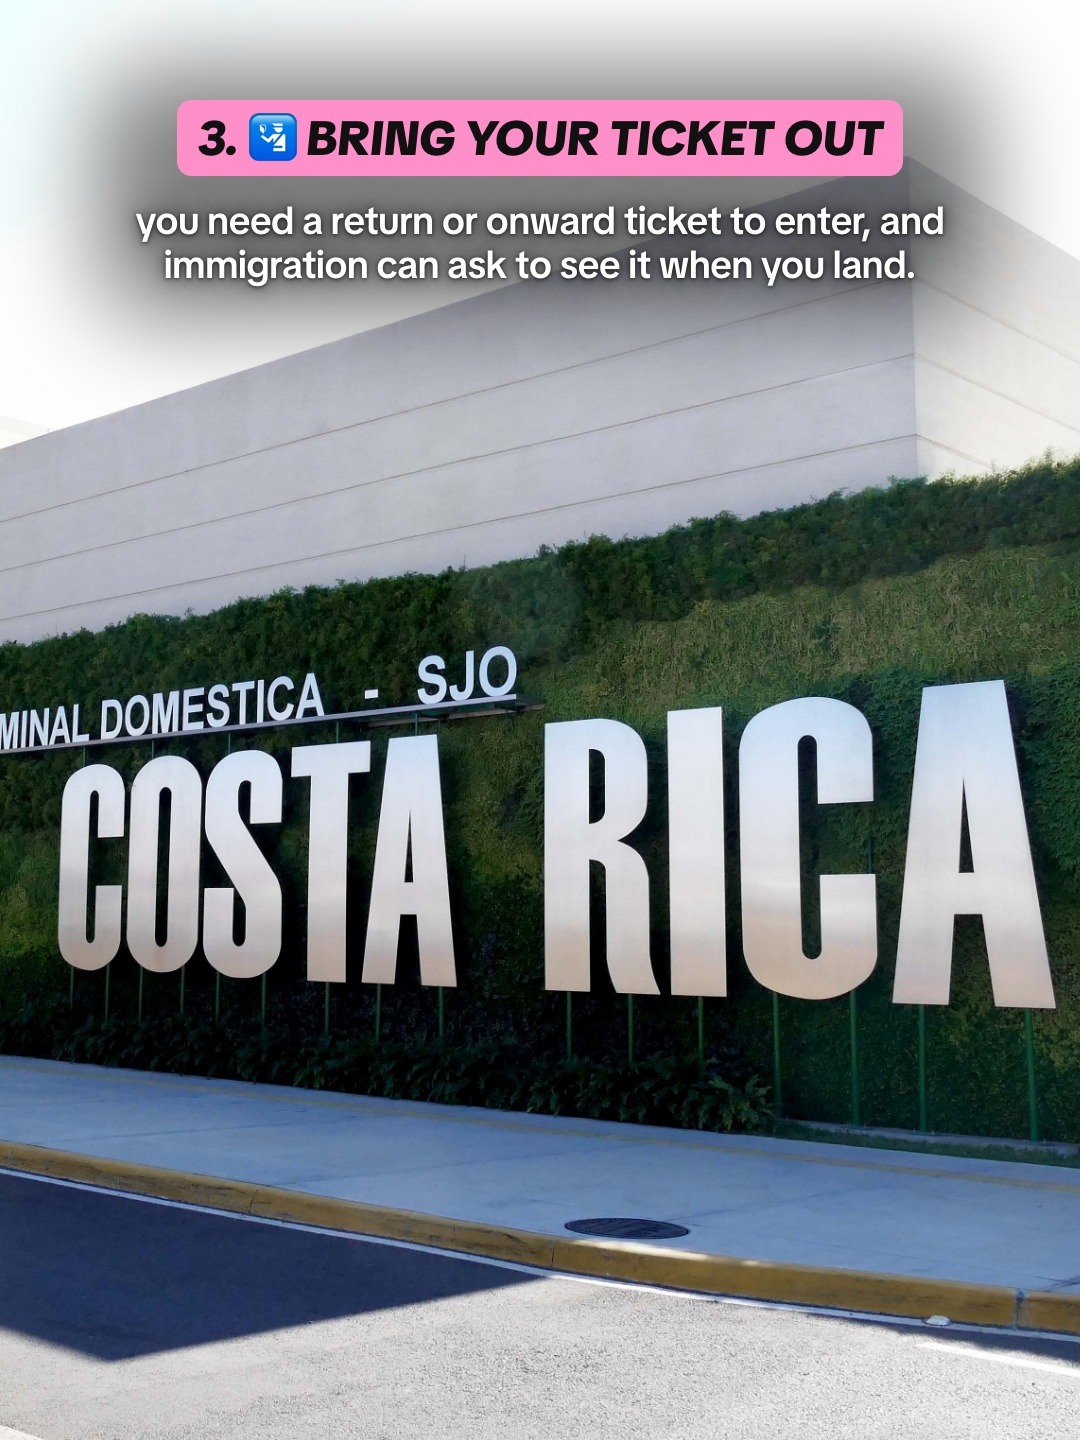 3. 🛂 BRING YOUR TICKET OUT
you need a return or onward ticket to enter, and
immigration can ask to see it when you land.
MINAL DOMESTICA - SJO
COSTA RICA